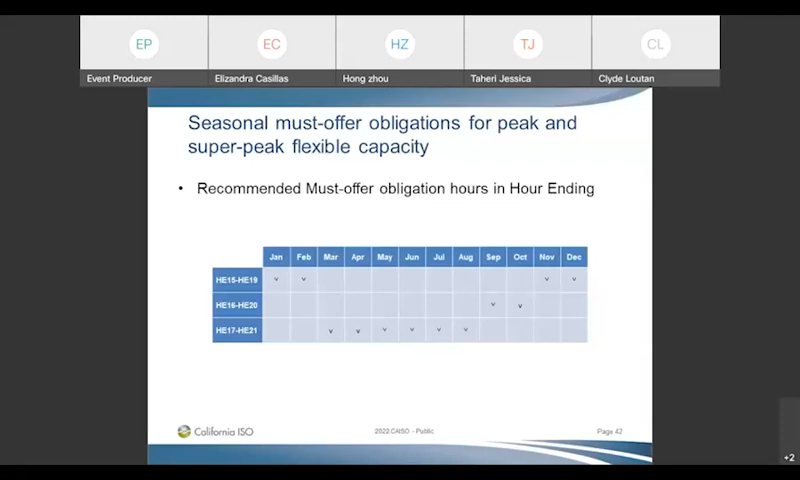 EP EC HZ TJ CL
Event Producer Elizandra Casillas Hong zhou Taherl Jessica Clyde Loutan
Seasonal must-offer obligations for peak and
super-peak flexible capacity
• Recommended Must-offer obligation hours in Hour Ending
Jan Feb Mar Apr May Jun Jul Aug Sep Oct Nov Dec
HE15-HE19 v v v v
HE16-HE20 v v
HE17-HE21 v v v v v v
California ISO 2022 CAISO - Public Page 42
+2